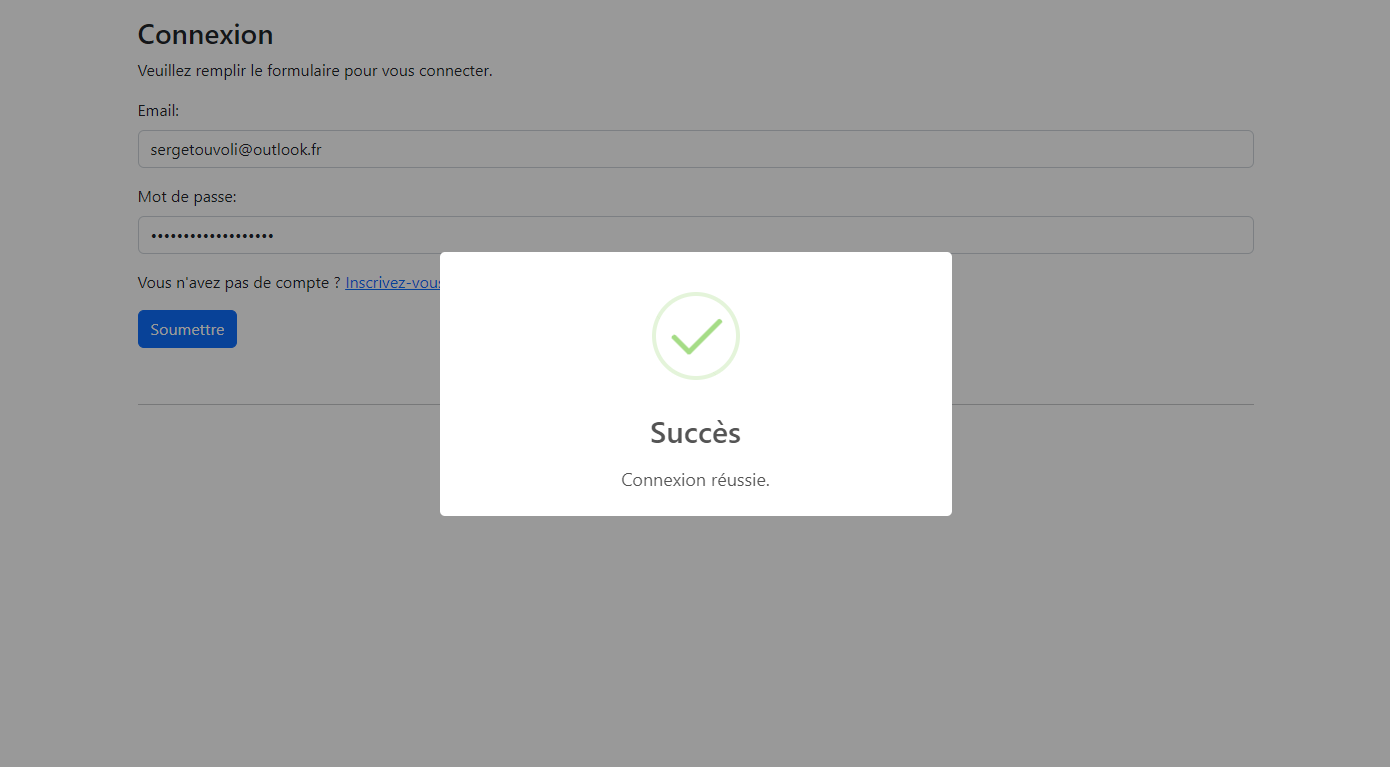 Connexion
Veuillez remplir le formulaire pour vous connecter.
Email:
sergetouvoli@outlook.fr
Mot de passe:
•••••••••••••••••••
Vous n'avez pas de compte ? Inscrivez-vous
Soumettre
Succès
Connexion réussie.